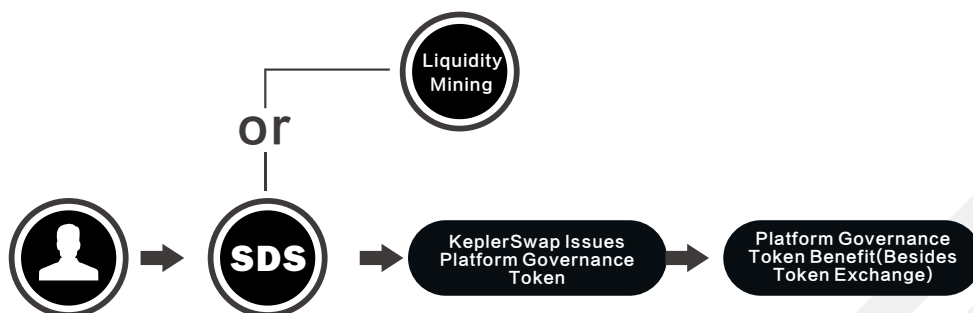 Liquidity
Mining
or
SDS
KeplerSwap Issues
Platform Governance
Token
Platform Governance
Token Benefit(Besides
Token Exchange)